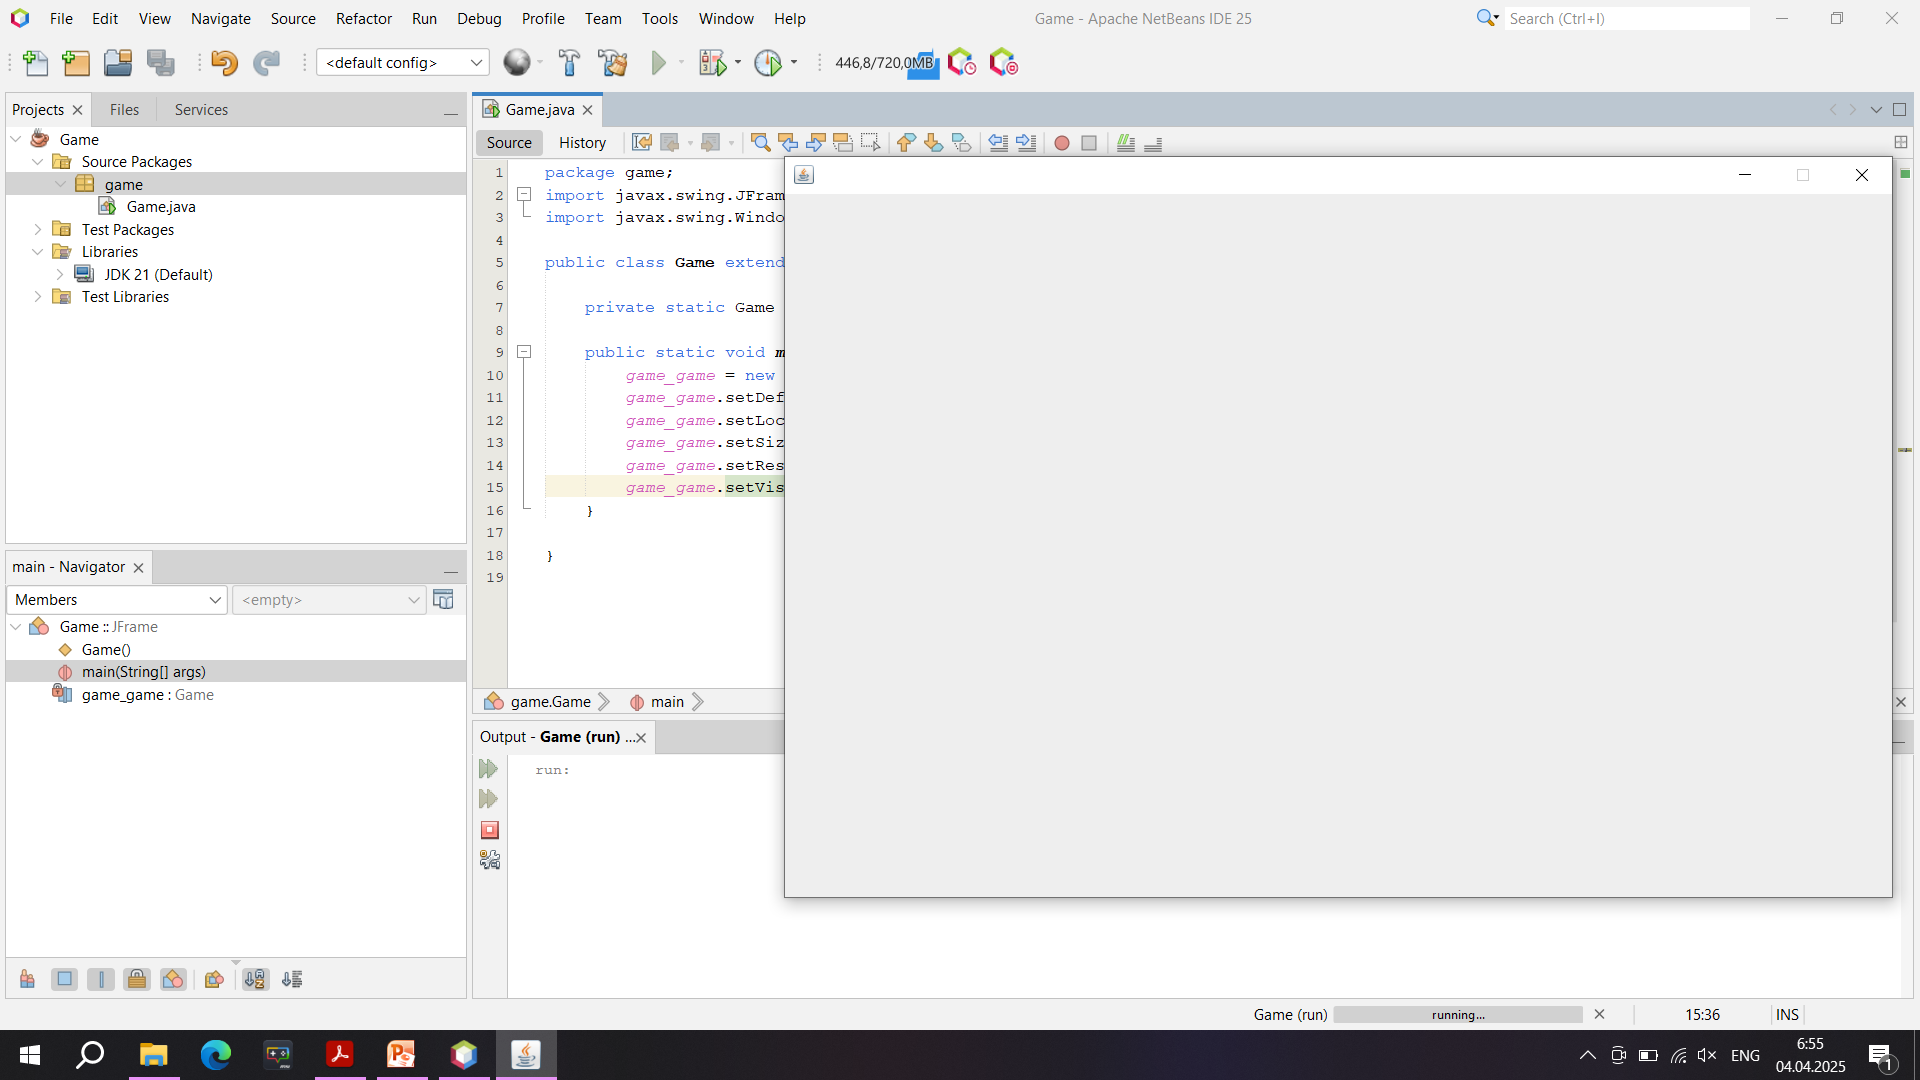 File Edit View Navigate Source Refactor Run Debug Profile Team Tools Window Help
Game - Apache NetBeans IDE 25
Search (Ctrl+I)
<default config>
446,8/720,0MB
Projects
Files
Services
Game
Source Packages
game
Game.java
Test Packages
Libraries
JDK 21 (Default)
Test Libraries
main - Navigator
Members
<empty>
Game :: JFrame
Game()
main(String[] args)
game_game : Game
Game.java
Source
History
1 package game;
2 import javax.swing.JFram
3 import javax.swing.Windo
4
5 public class Game extend
6
7 private static Game
8
9 public static void m
10 game_game = new
11 game_game.setDef
12 game_game.setLoc
13 game_game.setSiz
14 game_game.setRes
15 game_game.setVis
16 }
17
18 }
19
game.Game
main
Output - Game (run) ...
run:
Game (run)
running...
15:36
INS
ENG
6:55
04.04.2025
1